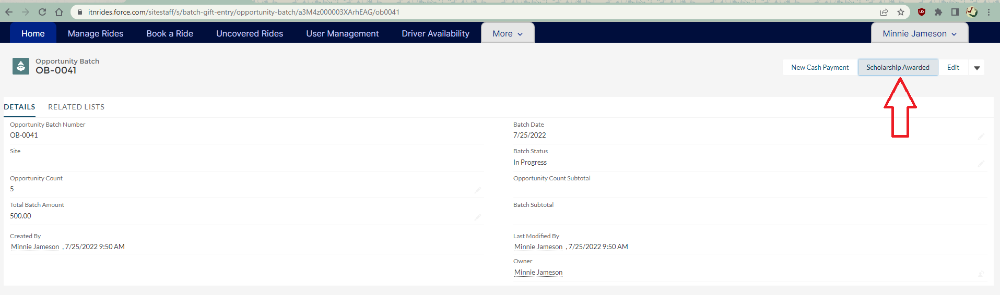 itnrides.force.com/sitestaff/s/batch-gift-entry/opportunity-batch/a3M4z000003XArhEAG/ob0041
Home Manage Rides Book a Ride Uncovered Rides User Management Driver Availability More Minnie Jameson
Opportunity Batch
OB-0041
New Cash Payment Scholarship Awarded Edit
DETAILS RELATED LISTS
Opportunity Batch Number
OB-0041
Batch Date
7/25/2022
Site
Batch Status
In Progress
Opportunity Count
5
Opportunity Count Subtotal
Total Batch Amount
500.00
Batch Subtotal
Created By
Minnie Jameson , 7/25/2022 9:50 AM
Last Modified By
Minnie Jameson , 7/25/2022 9:50 AM
Owner
Minnie Jameson